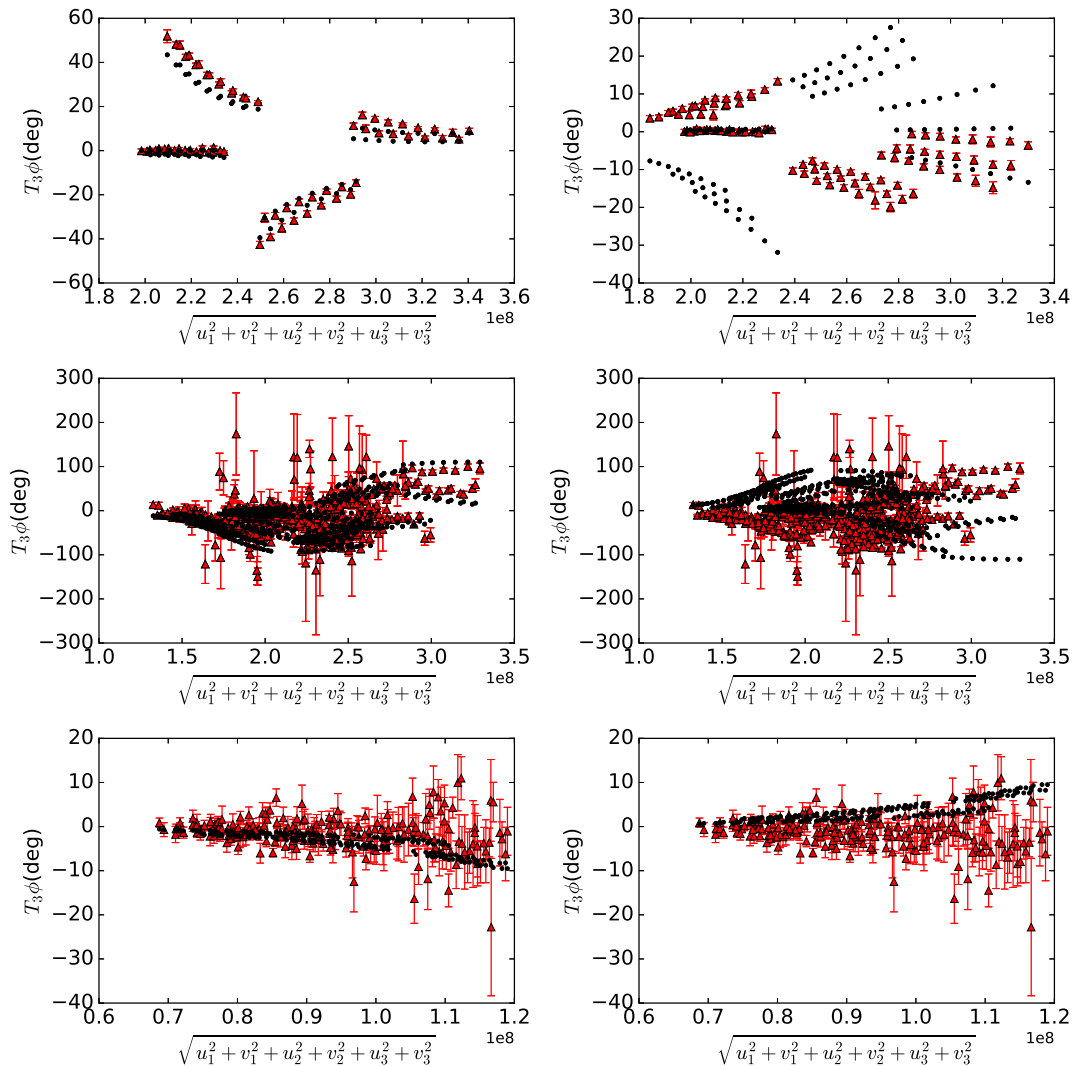 60
40
20
0
−20
−40
−60
T₃ϕ(deg)
1.8 2.0 2.2 2.4 2.6 2.8 3.0 3.2 3.4 3.6
1e8
√(u₁² + v₁² + u₂² + v₂² + u₃² + v₃²)
30
20
10
0
−10
−20
−30
−40
T₃ϕ(deg)
1.8 2.0 2.2 2.4 2.6 2.8 3.0 3.2 3.4
1e8
√(u₁² + v₁² + u₂² + v₂² + u₃² + v₃²)
300
200
100
0
−100
−200
−300
T₃ϕ(deg)
1.0 1.5 2.0 2.5 3.0 3.5
1e8
√(u₁² + v₁² + u₂² + v₂² + u₃² + v₃²)
300
200
100
0
−100
−200
−300
T₃ϕ(deg)
1.0 1.5 2.0 2.5 3.0 3.5
1e8
√(u₁² + v₁² + u₂² + v₂² + u₃² + v₃²)
20
10
0
−10
−20
−30
−40
T₃ϕ(deg)
0.6 0.7 0.8 0.9 1.0 1.1 1.2
1e8
√(u₁² + v₁² + u₂² + v₂² + u₃² + v₃²)
20
10
0
−10
−20
−30
−40
T₃ϕ(deg)
0.6 0.7 0.8 0.9 1.0 1.1 1.2
1e8
√(u₁² + v₁² + u₂² + v₂² + u₃² + v₃²)